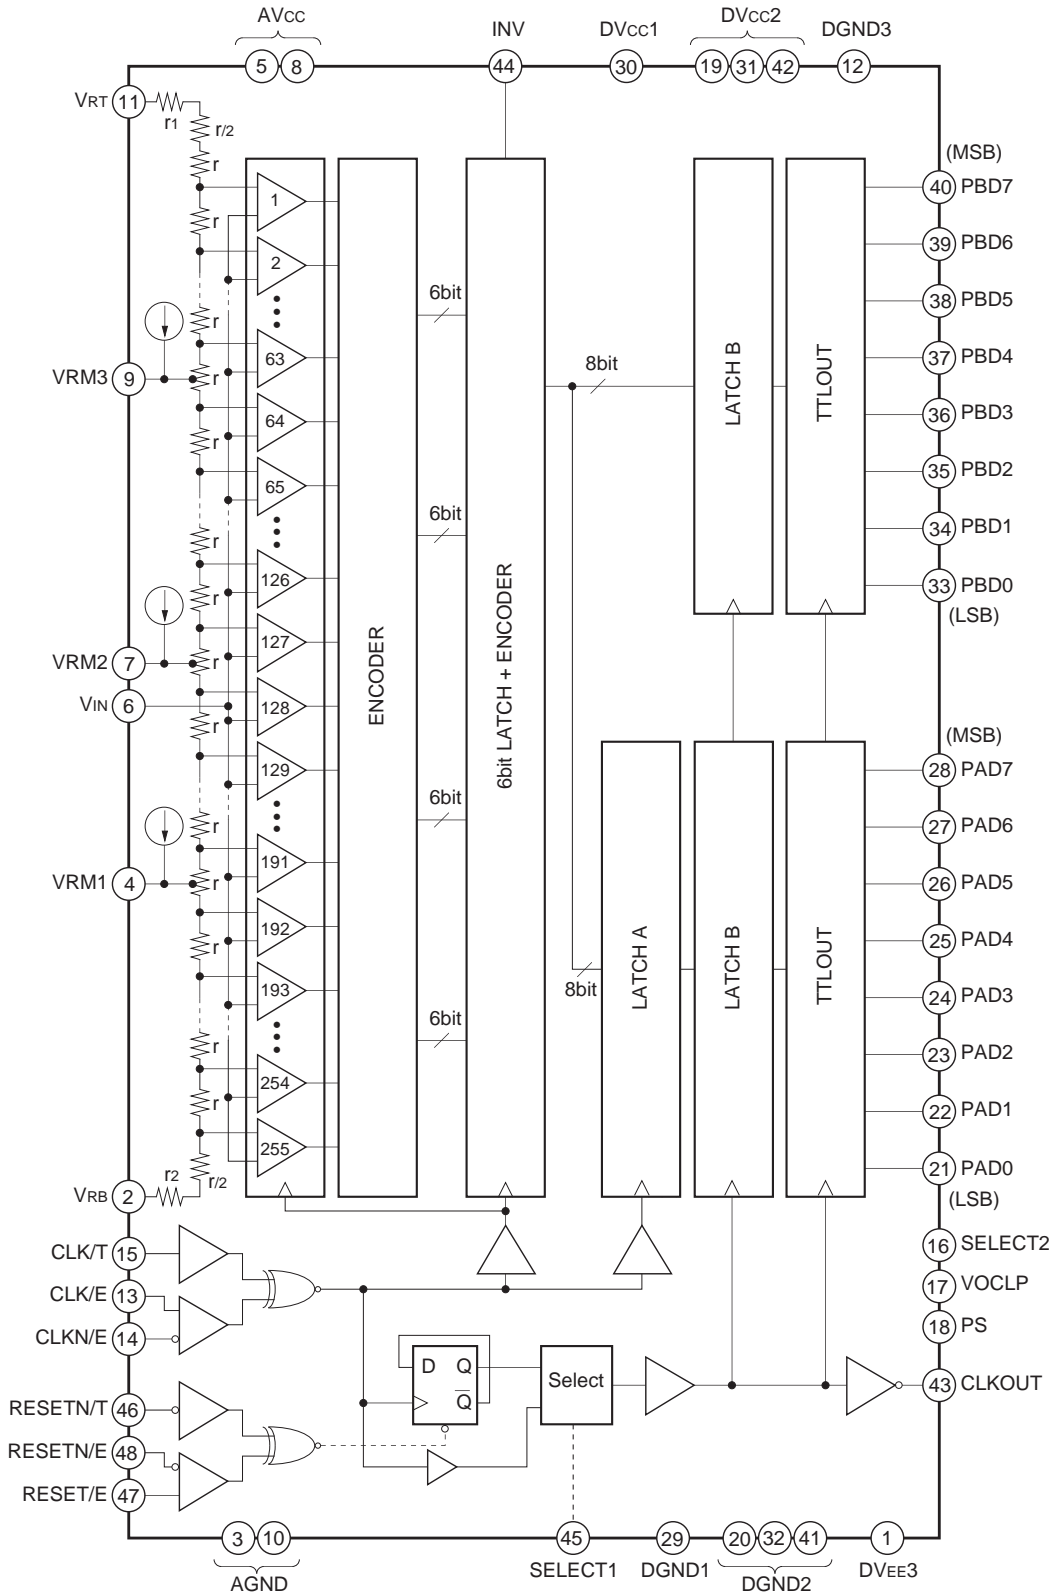 AVCC INV DVCC1 DVCC2 DGND3
5 8 44 30 19 31 42 12
VRT 11 r1 r/2
r
(MSB)
40 PBD7
1
r
39 PBD6
2
6bit
38 PBD5
r
63
37 PBD4
VRM3 9 r
8bit
64
36 PBD3
r
65
35 PBD2
6bit
34 PBD1
r
126
33 PBD0
(LSB)
r
127
VRM2 7 r
VIN 6
128
r
129
ENCODER
6bit LATCH + ENCODER
LATCH B
TTLOUT
(MSB)
28 PAD7
6bit
r
27 PAD6
191
VRM1 4 r
26 PAD5
192
25 PAD4
r
193
8bit
24 PAD3
6bit
r
23 PAD2
254
r
22 PAD1
255
21 PAD0
(LSB)
LATCH A
LATCH B
TTLOUT
r/2
VRB 2 r2
CLK/T 15
16 SELECT2
CLK/E 13
17 VOCLP
CLKN/E 14
18 PS
D Q
Q
Select
43 CLKOUT
RESETN/T 46
RESETN/E 48
RESET/E 47
3 10 45 29 20 32 41 1
AGND SELECT1 DGND1 DGND2 DVEE3